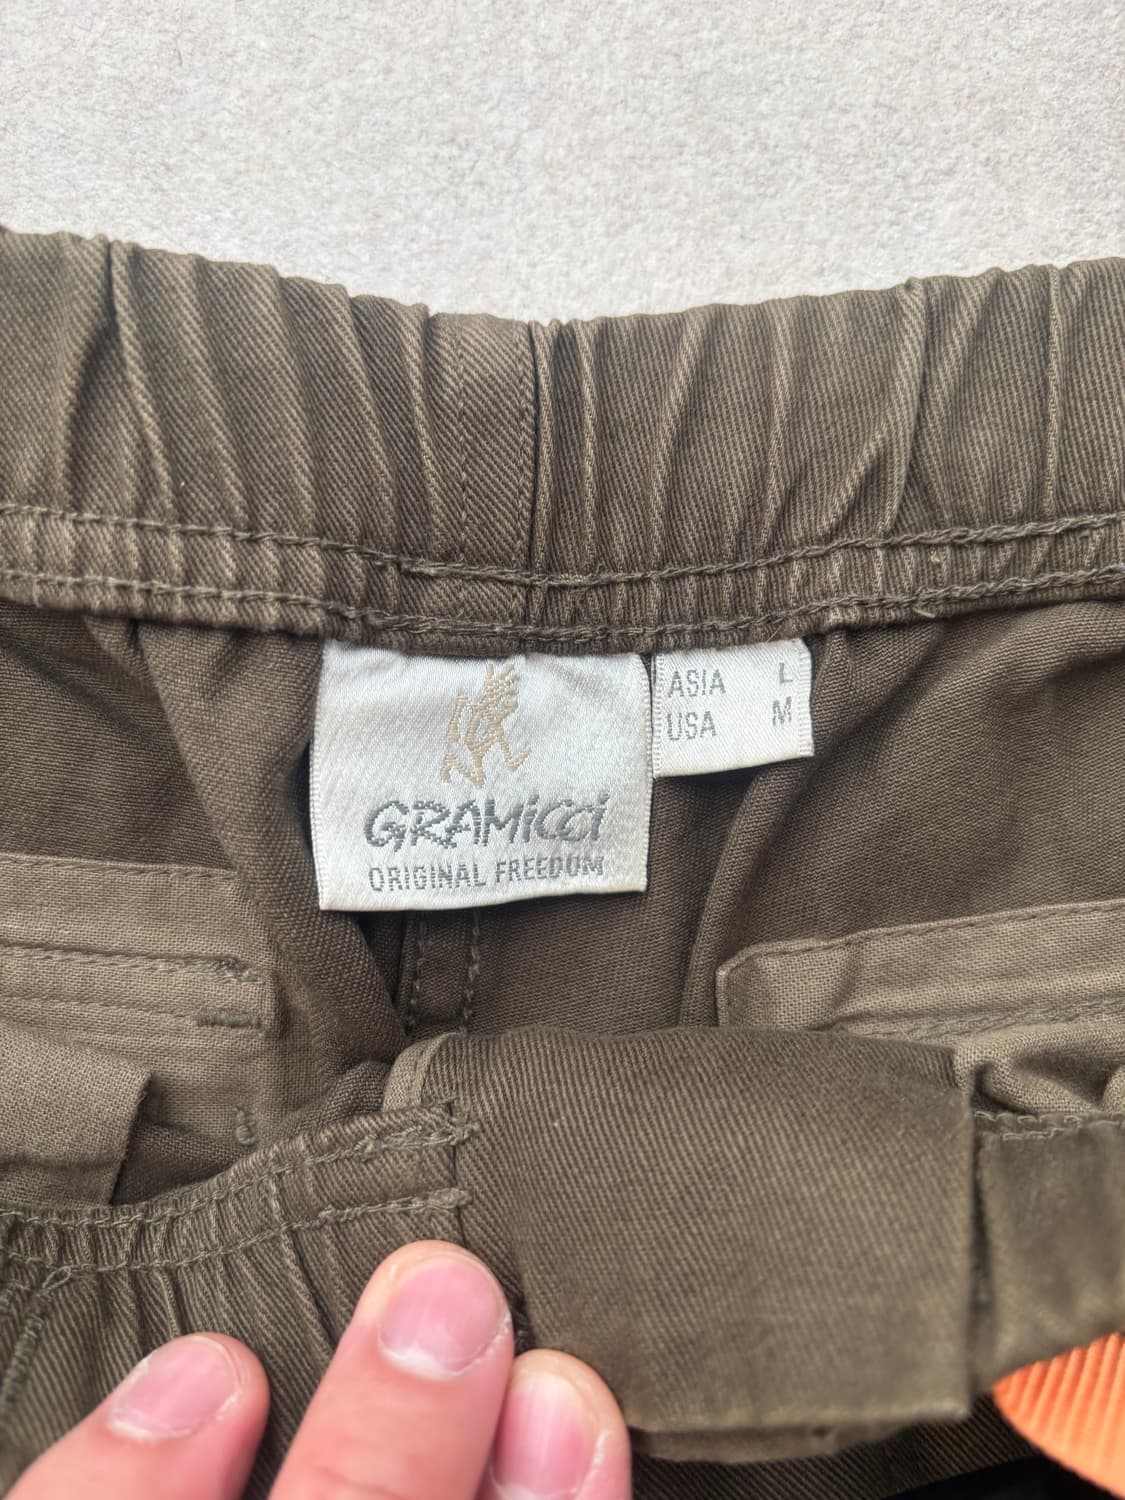 GRAMiCCi
ORIGINAL FREEDOM
ASIA L
USA M